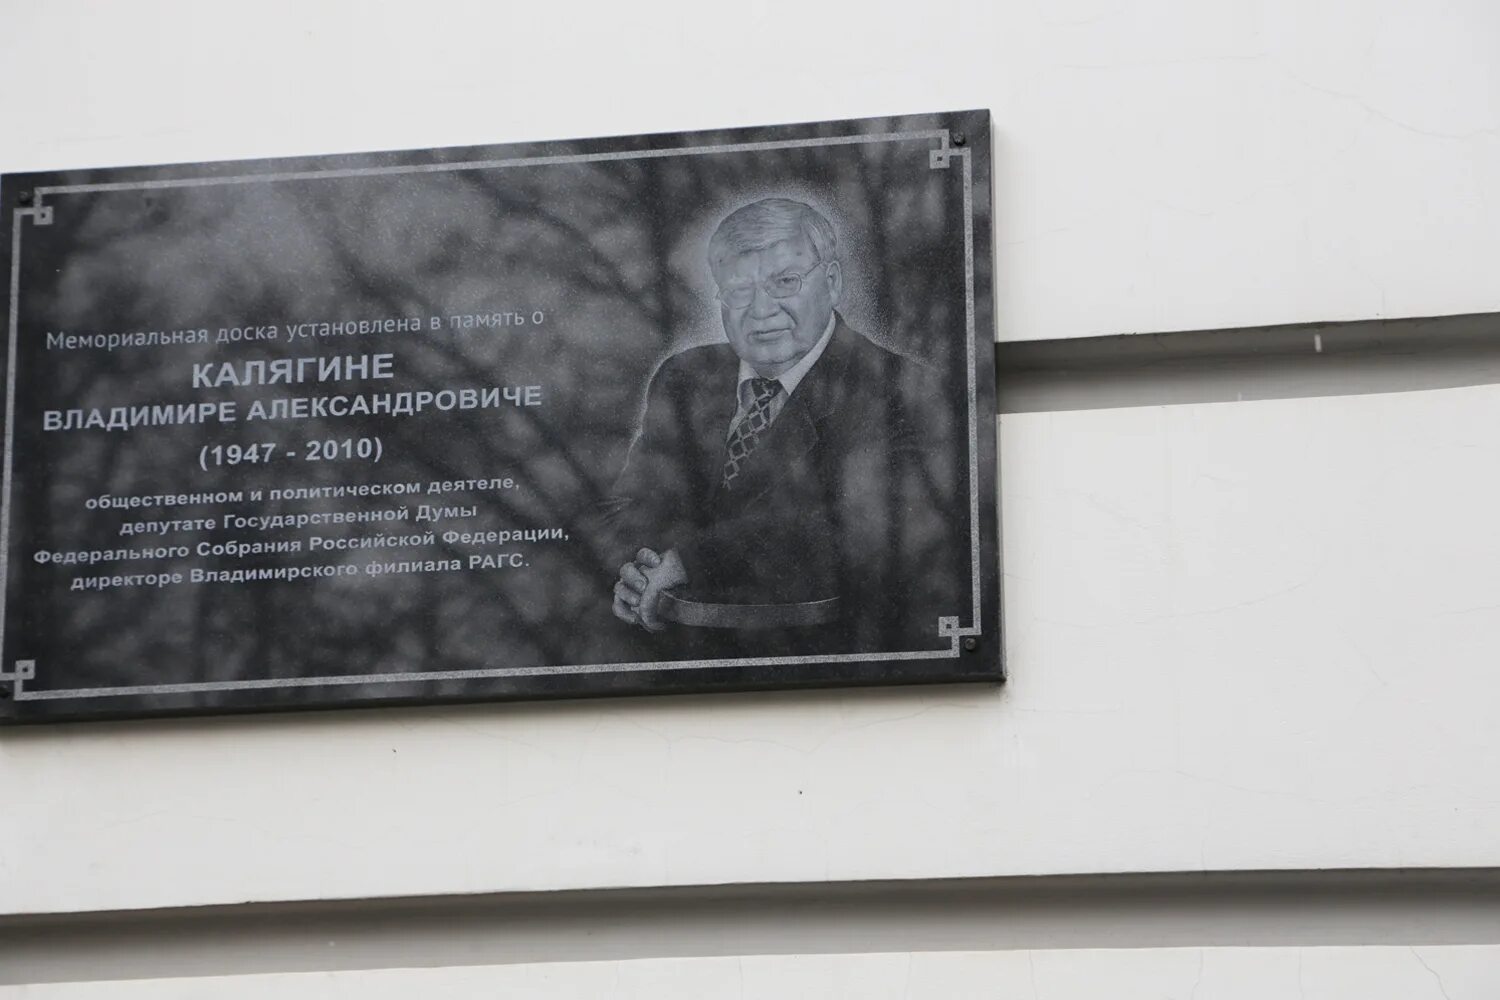 Мемориальная доска установлена в память о
КАЛЯГИНЕ
ВЛАДИМИРЕ АЛЕКСАНДРОВИЧЕ
(1947 - 2010)
общественном и политическом деятеле,
депутате Государственной Думы
Федерального Собрания Российской Федерации,
директоре Владимирского филиала РАГС.